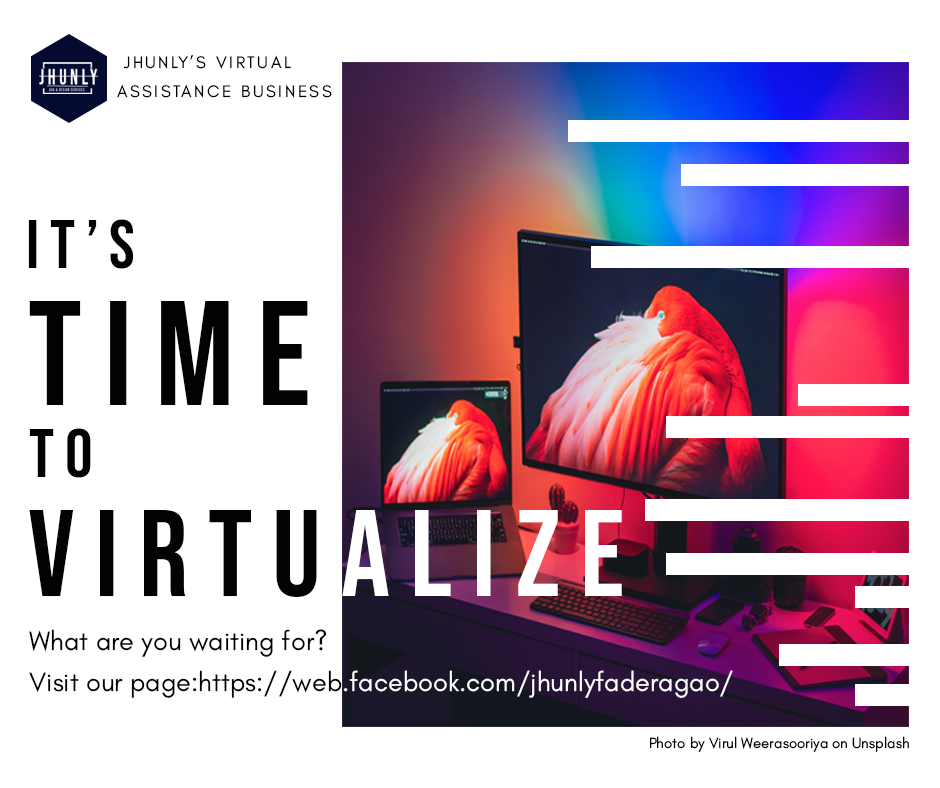 JHUNLY
JHUNLY'S VIRTUAL
ASSISTANCE BUSINESS
IT'S
TIME
TO
VIRTUALIZE
What are you waiting for?
Visit our page:https://web.facebook.com/jhunlyfaderagao/
Photo by Virul Weerasooriya on Unsplash